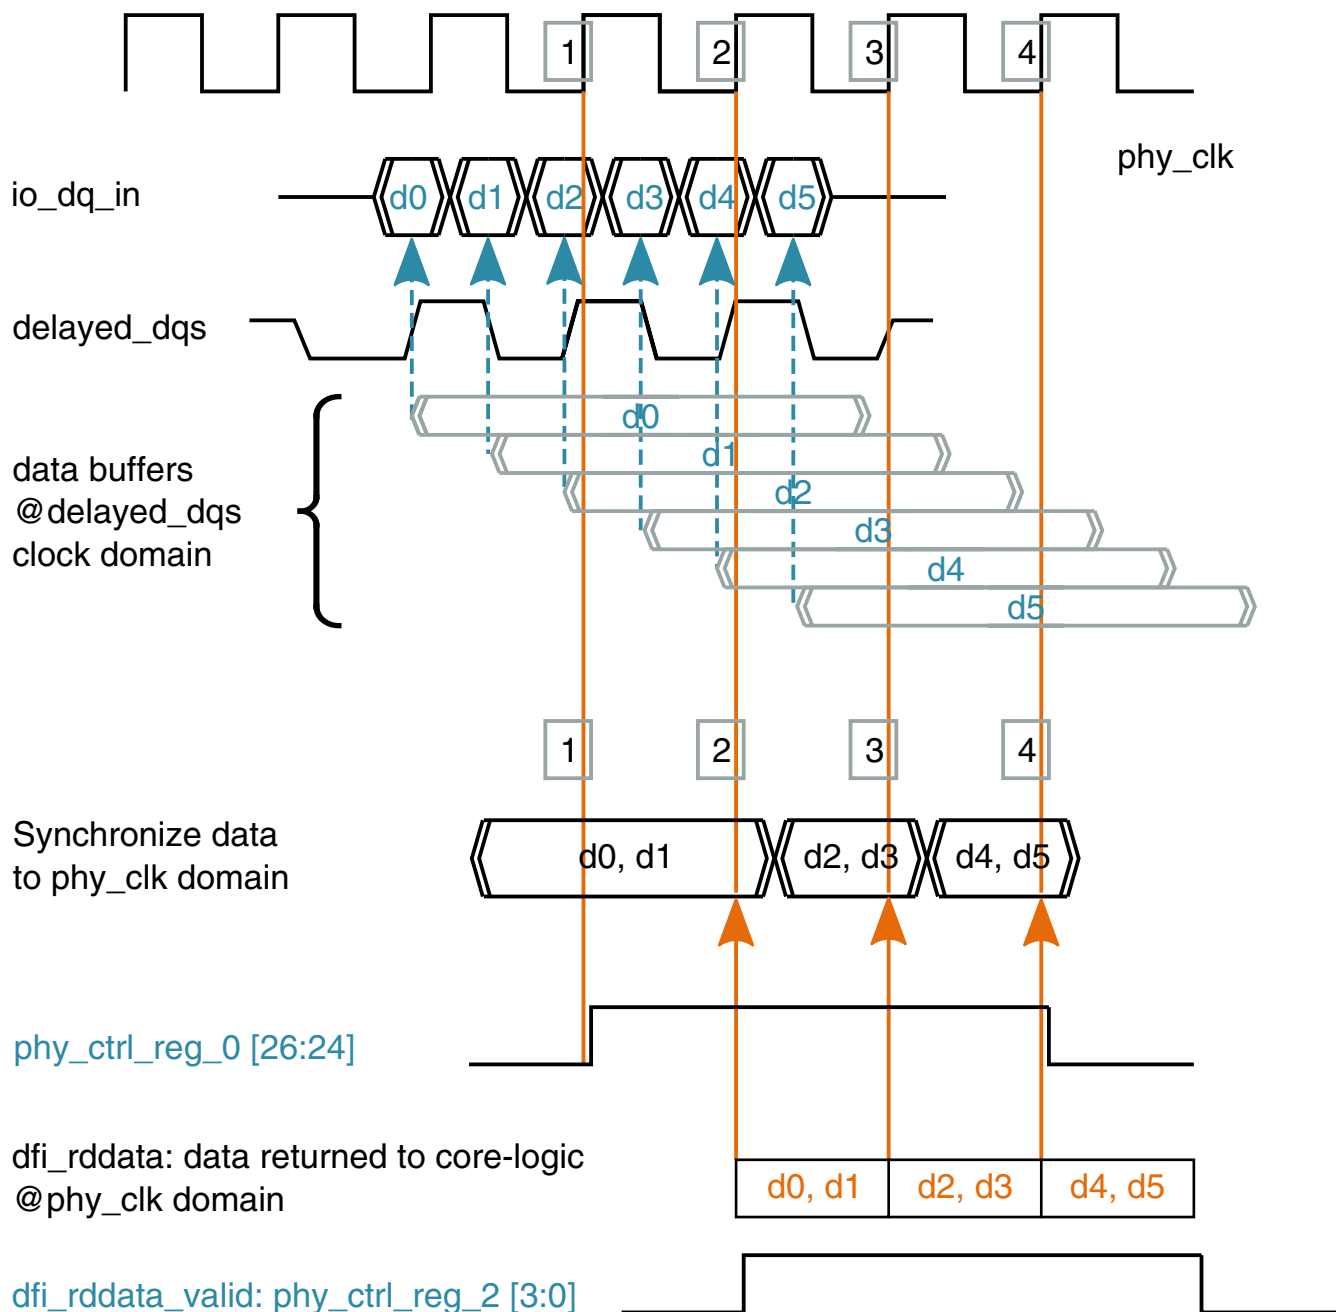 1 2 3 4
phy_clk
io_dq_in
d0 d1 d2 d3 d4 d5
delayed_dqs
d0
d1
d2
d3
d4
d5
data buffers
@delayed_dqs
clock domain
1 2 3 4
Synchronize data
to phy_clk domain
d0, d1 d2, d3 d4, d5
phy_ctrl_reg_0 [26:24]
dfi_rddata: data returned to core-logic
@phy_clk domain
d0, d1 d2, d3 d4, d5
dfi_rddata_valid: phy_ctrl_reg_2 [3:0]